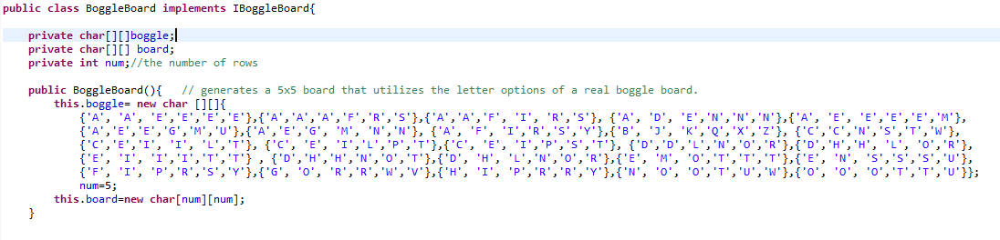 public class BoggleBoard implements IBoggleBoard{
private char[][]boggle;
private char[][] board;
private int num;//the number of rows
public BoggleBoard(){   // generates a 5x5 board that utilizes the letter options of a real boggle board.
this.boggle= new char [][]{
{'A', 'A', 'E','E','E','E'},{'A','A','A','F','R','S'},{'A','A','F', 'I', 'R','S'}, {'A', 'D', 'E','N','N','N'},{'A', 'E', 'E','E','E','M'},
{'A','E','E','G','M','U'},{'A','E','G', 'M', 'N','N'}, {'A', 'F', 'I','R','S','Y'},{'B', 'J', 'K','Q','X','Z'}, {'C','C','N','S','T','W'},
{'C','E','I', 'I', 'L','T'}, {'C', 'E', 'I','L','P','T'},{'C', 'E', 'I','P','S','T'}, {'D','D','L','N','O','R'},{'D','H','H', 'L', 'O','R'},
{'E', 'I', 'I','I','T','T'} , {'D','H','H','N','O','T'},{'D', 'H', 'L','N','O','R'},{'E', 'M', 'O','T','T','T'},{'E', 'N', 'S','S','S','U'},
{'F', 'I', 'P','R','S','Y'},{'G', 'O', 'R','R','W','V'},{'H', 'I', 'P','R','R','Y'},{'N', 'O', 'O','T','U','W'},{'O', 'O', 'O','T','T','U'}};
num=5;
this.board=new char[num][num];
}